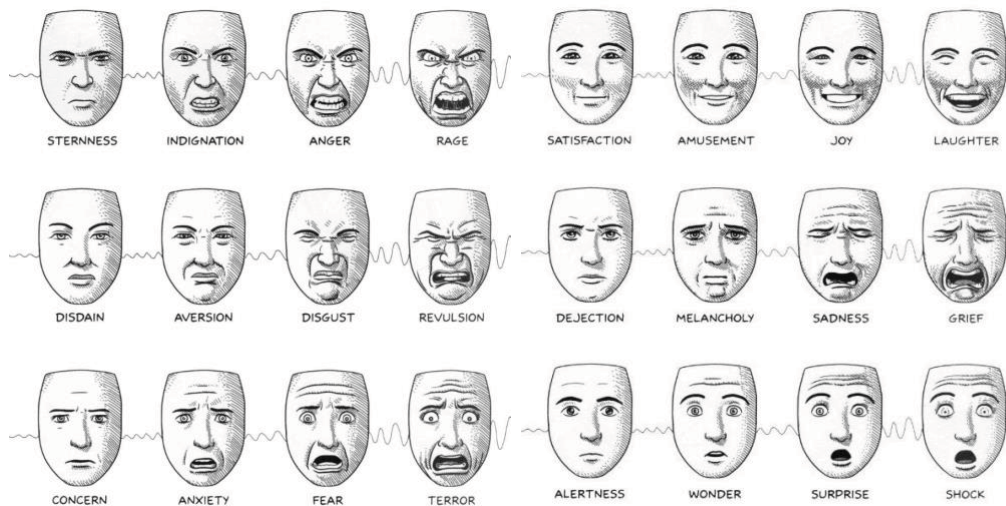 STERNNESS INDIGNATION ANGER RAGE SATISFACTION AMUSEMENT JOY LAUGHTER
DISDAIN AVERSION DISGUST REVULSION DEJECTION MELANCHOLY SADNESS GRIEF
CONCERN ANXIETY FEAR TERROR ALERTNESS WONDER SURPRISE SHOCK